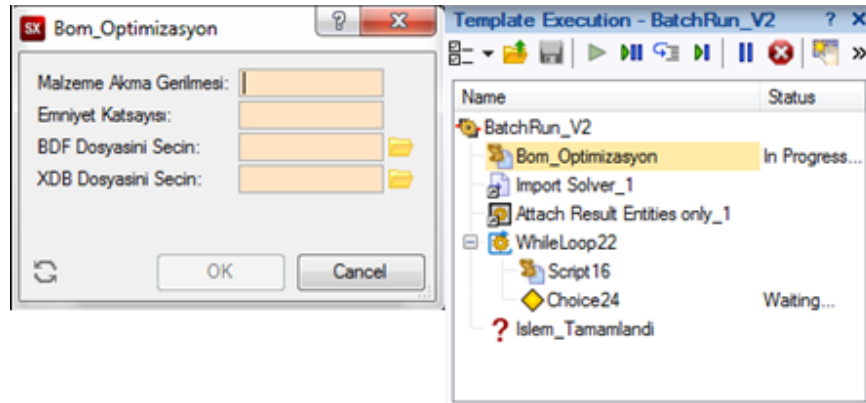 SX Bom_Optimizasyon
Malzeme Akma Gerilmesi:
Emniyet Katsayısı:
BDF Dosyasini Secin:
XDB Dosyasini Secin:
OK Cancel
Template Execution - BatchRun_V2
Name Status
BatchRun_V2
Bom_Optimizasyon In Progress...
Import Solver_1
Attach Result Entities only_1
WhileLoop22
Script16
Choice24 Waiting...
Islem_Tamamlandi